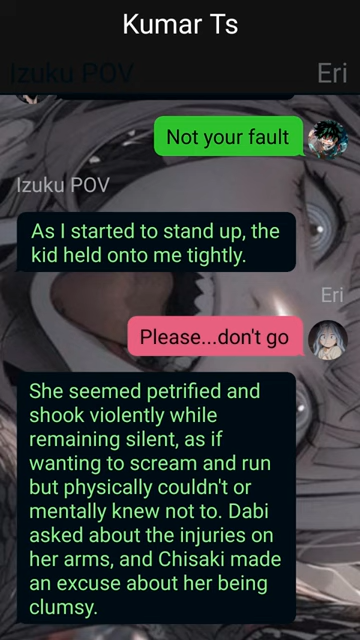 Kumar Ts
Izuku POV
Eri
Not your fault
Izuku POV
As I started to stand up, the
kid held onto me tightly.
Eri
Please...don't go
She seemed petrified and
shook violently while
remaining silent, as if
wanting to scream and run
but physically couldn't or
mentally knew not to. Dabi
asked about the injuries on
her arms, and Chisaki made
an excuse about her being
clumsy.